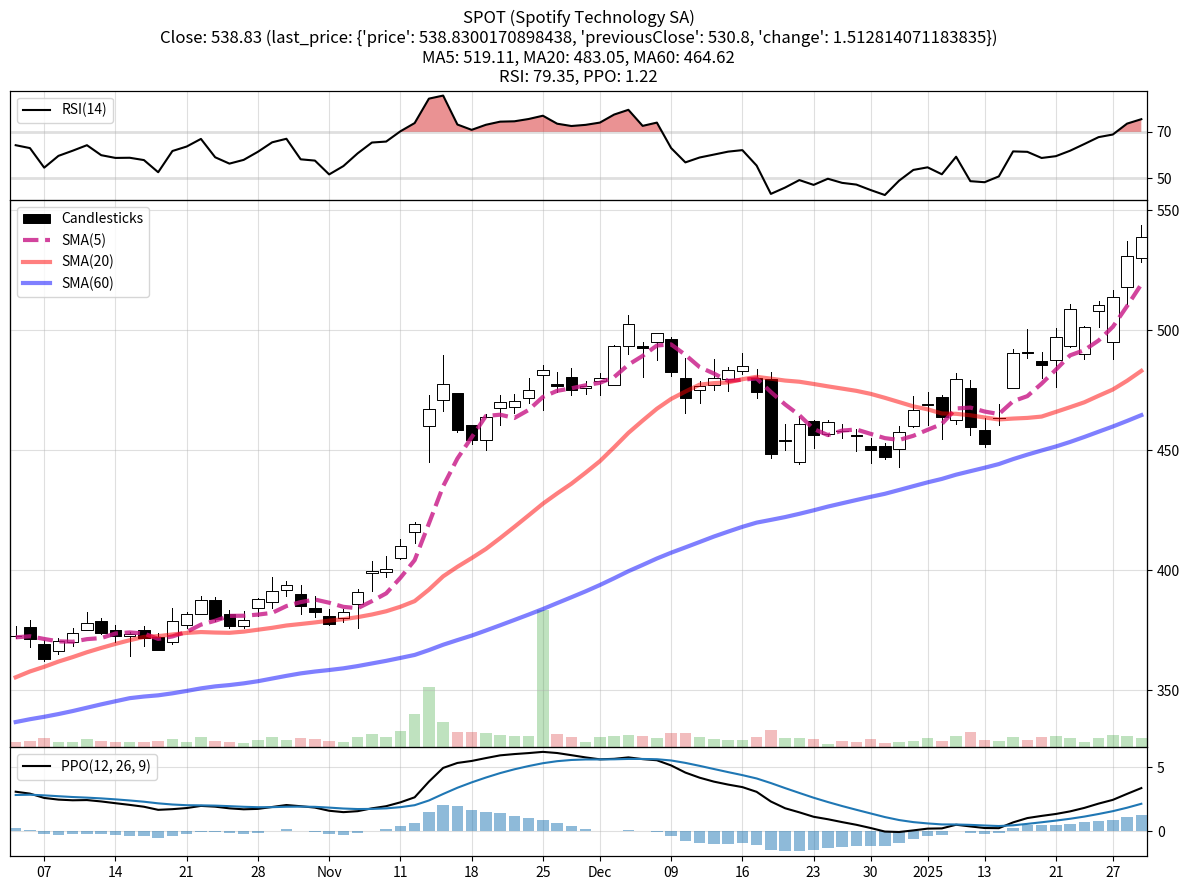 SPOT (Spotify Technology SA)
Close: 538.83 (last_price: {'price': 538.8300170898438, 'previousClose': 530.8, 'change': 1.512814071183835})
MA5: 519.11, MA20: 483.05, MA60: 464.62
RSI: 79.35, PPO: 1.22
RSI(14)
70
50
Candlesticks
SMA(5)
SMA(20)
SMA(60)
550
500
450
400
350
PPO(12, 26, 9)
5
0
07 14 21 28 Nov 11 18 25 Dec 09 16 23 30 2025 13 21 27